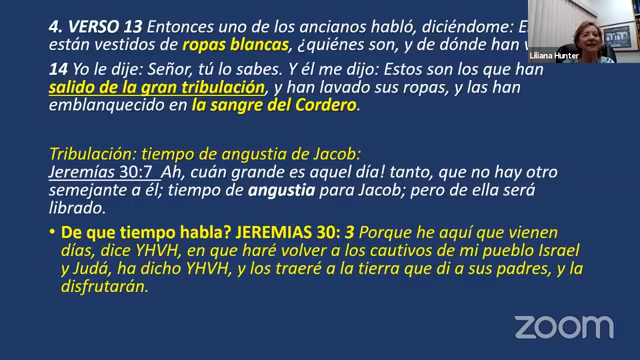 4. VERSO 13 Entonces uno de los ancianos habló, diciéndome:
están vestidos de ropas blancas, ¿quiénes son, y de dónde han
14 Yo le dije: Señor, tú lo sabes. Y él me dijo: Estos son los que han
salido de la gran tribulación, y han lavado sus ropas, y las han
emblanquecido en la sangre del Cordero.
Tribulación: tiempo de angustia de Jacob:
Jeremías 30:7 Ah, cuán grande es aquel día! tanto, que no hay otro
semejante a él; tiempo de angustia para Jacob; pero de ella será
librado.
• De que tiempo habla? JEREMIAS 30: 3 Porque he aquí que vienen
días, dice YHVH, en que haré volver a los cautivos de mi pueblo Israel
y Judá, ha dicho YHVH, y los traeré a la tierra que di a sus padres, y la
disfrutarán.
Liliana Hunter
zoom